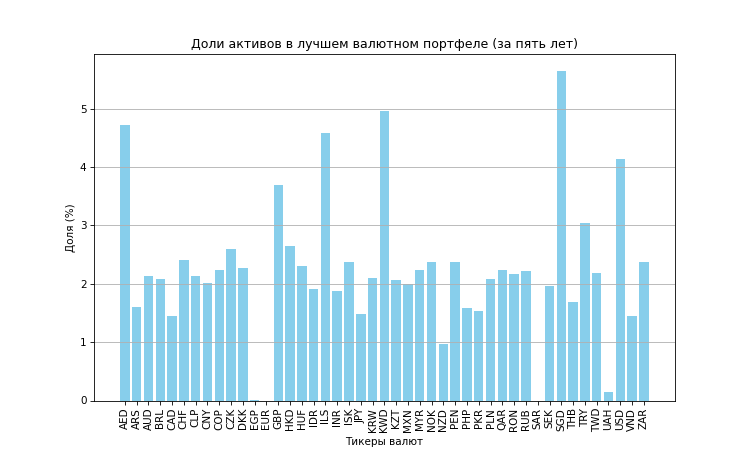 Доли активов в лучшем валютном портфеле (за пять лет)
Доля (%)
5
4
3
2
1
0
AED ARS AUD BRL CAD CHF CLP CNY COP CZK DKK EGP EUR GBP HKD HUF IDR ILS INR ISK JPY KRW KWD KZT MXN MYR NOK NZD PEN PHP PKR PLN QAR RON RUB SAR SEK SGD THB TRY TWD UAH USD VND ZAR
Тикеры валют